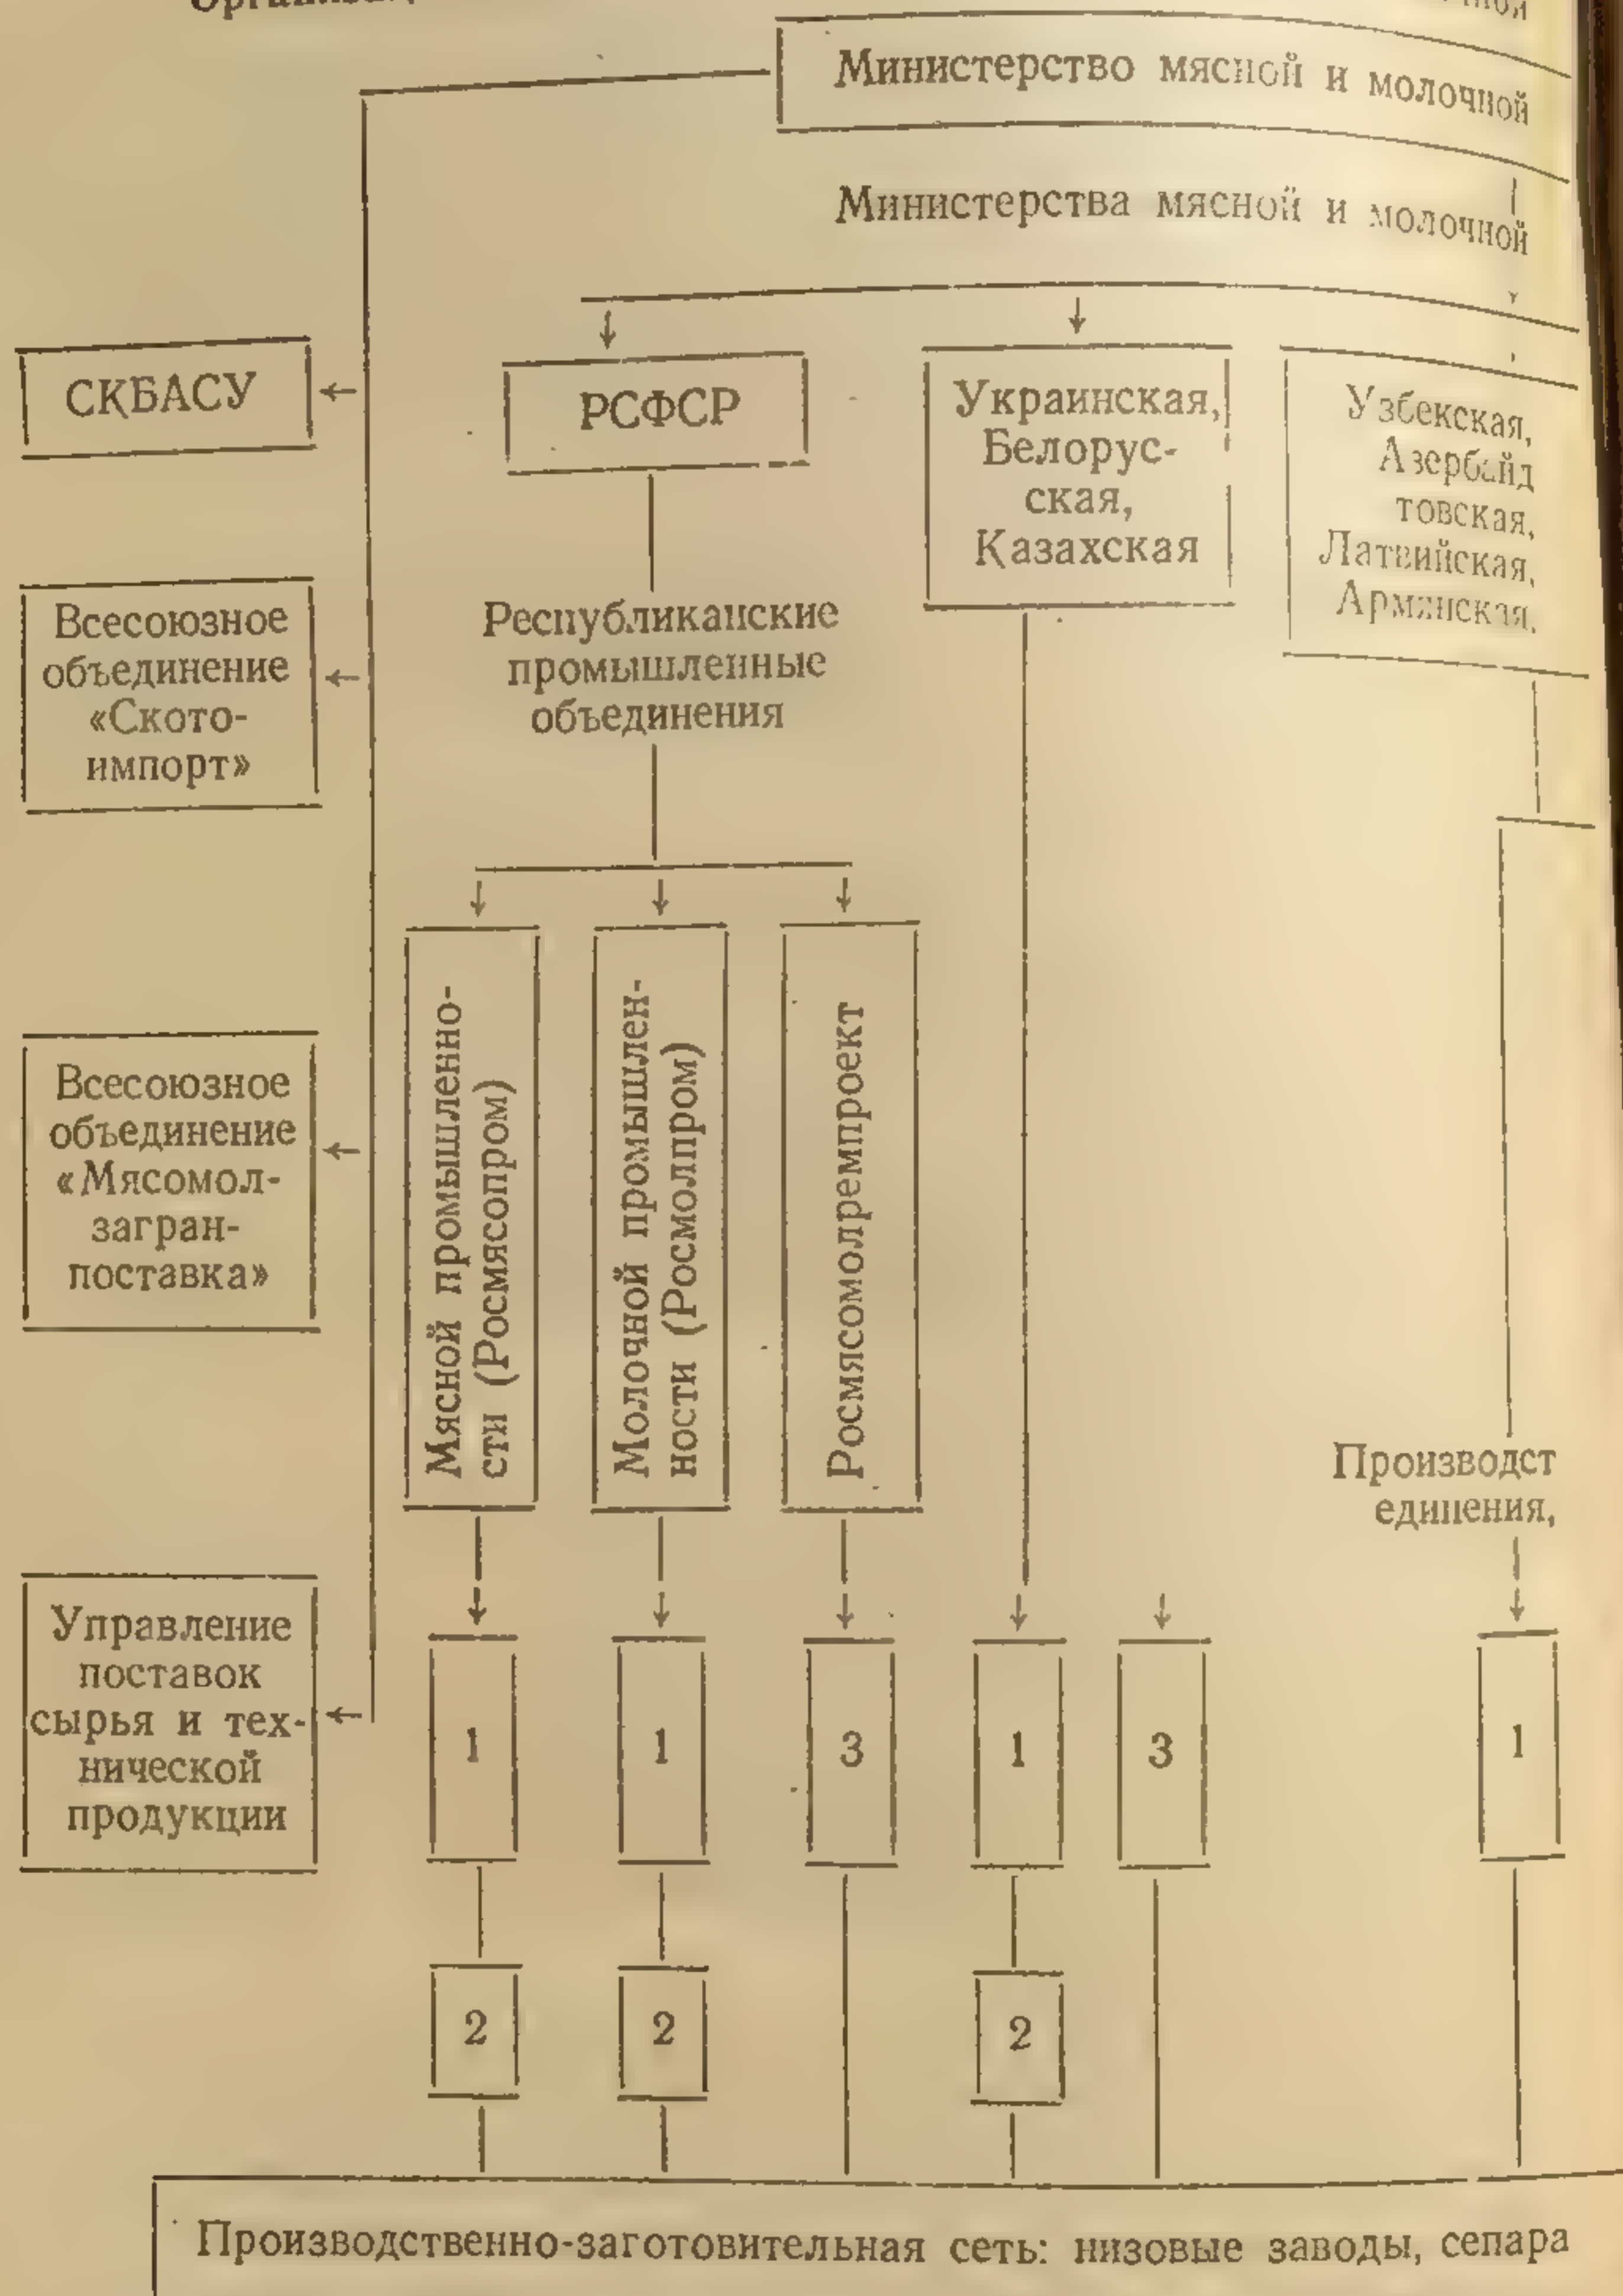 Министерство мясной и молочной
Министерства мясной и молочной
СКБАСУ
РСФСР
Украинская,
Белорус-
ская,
Казахская
Узбекская,
Азербайд
товская,
Латвийская,
Армянская,
Всесоюзное
объединение
«Ското-
импорт»
Республиканские
промышленные
объединения
Всесоюзное
объединение
«Мясомол-
загран-
поставка»
Мясной промышленно-
сти (Росмясопром)
Молочной промышлен-
ности (Росмолпром)
Росмясомолремпроект
Производст
единения,
Управление
поставок
сырья и тех-
нической
продукции
1
1
3
1
3
1
2
2
2
Производственно-заготовительная сеть: низовые заводы, сепара